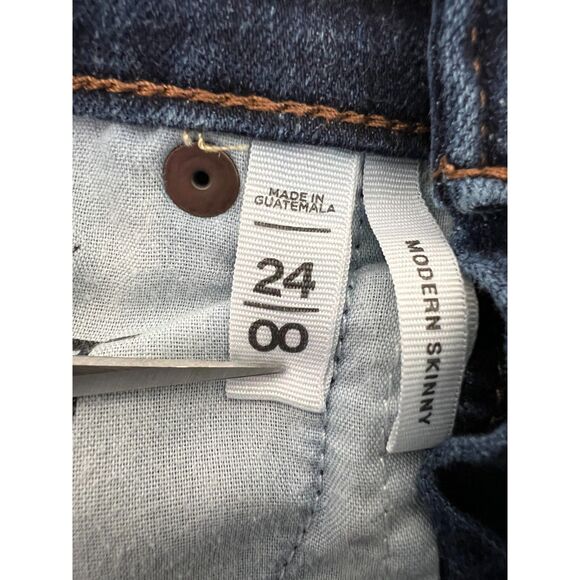 MADE IN
GUATEMALA
24
00
MODERN SKINNY